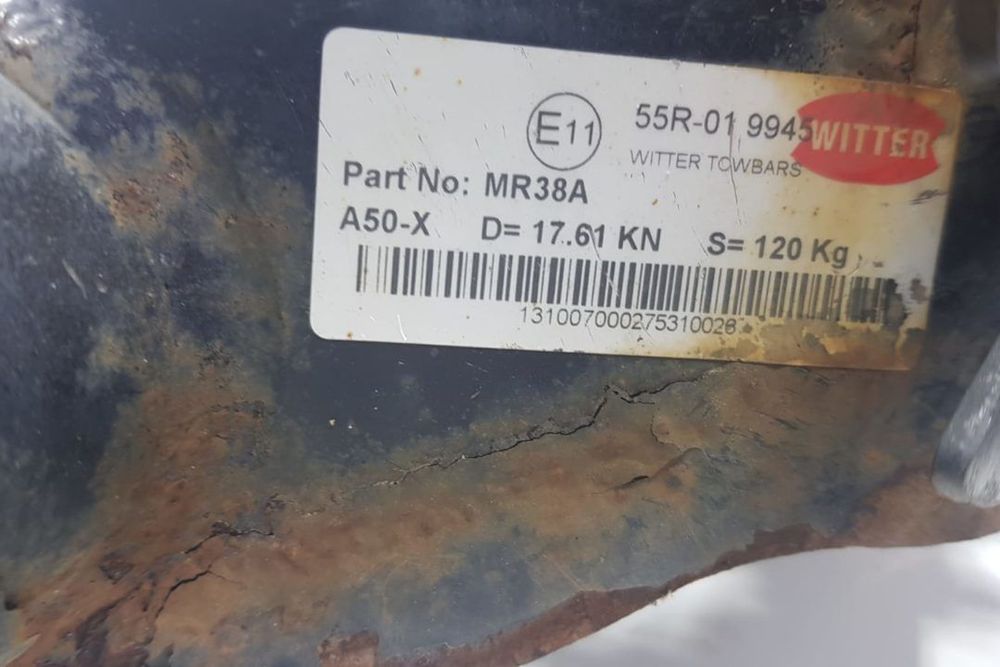 E11 55R-01 9945 WITTER
WITTER TOWBARS
Part No: MR38A
A50-X D= 17.61 KN S= 120 Kg
131007000275310026